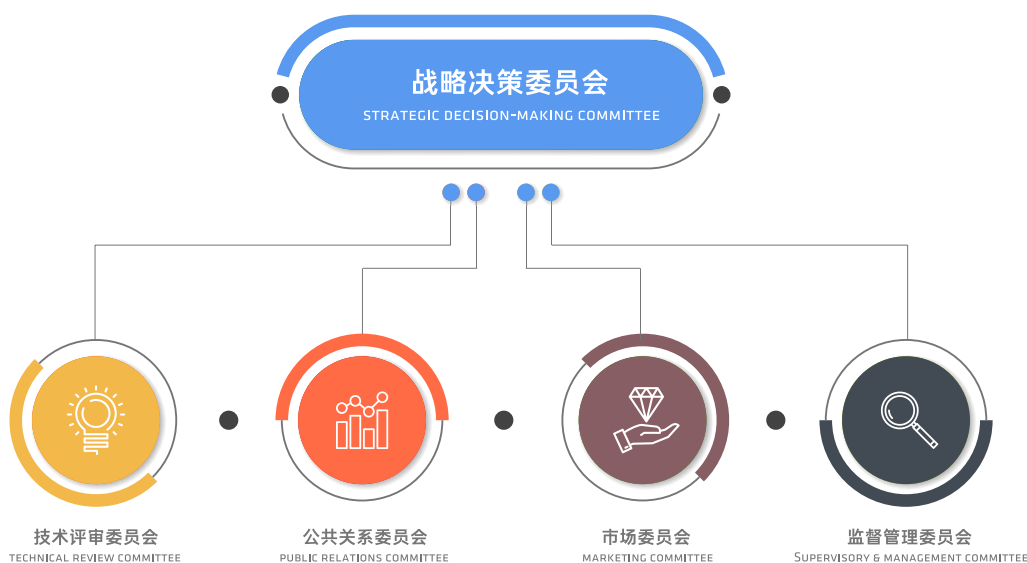 战略决策委员会
STRATEGIC DECISION-MAKING COMMITTEE
技术评审委员会
TECHNICAL REVIEW COMMITTEE
公共关系委员会
PUBLIC RELATIONS COMMITTEE
市场委员会
MARKETING COMMITTEE
监督管理委员会
SUPERVISORY & MANAGEMENT COMMITTEE